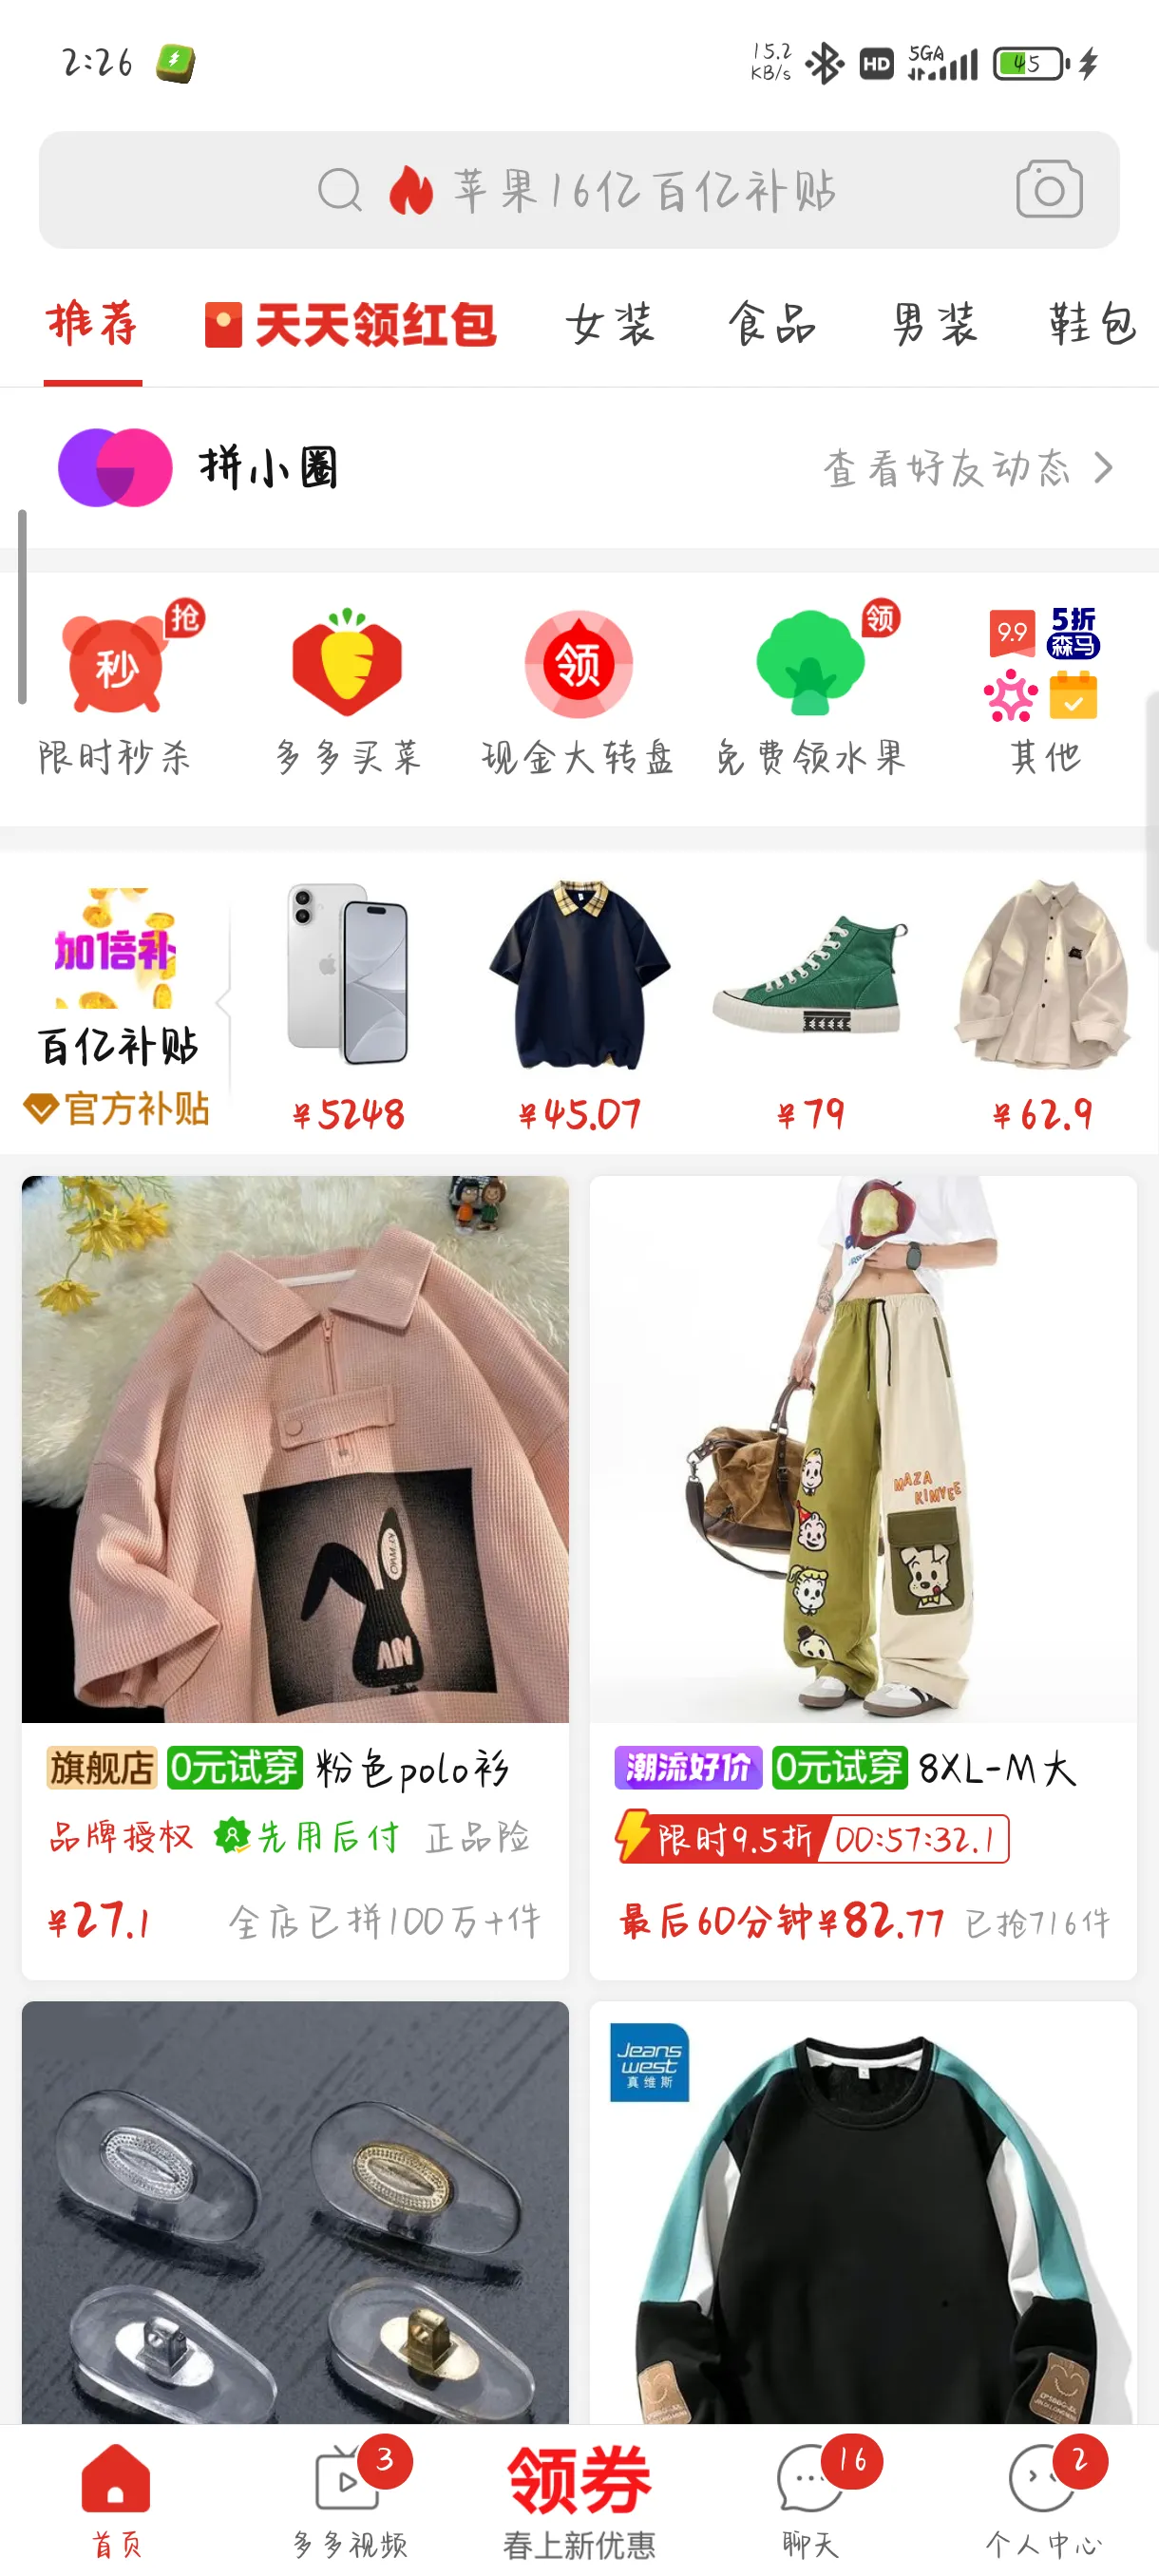 2:26
15.2
KB/s
HD
5GA
45
苹果16亿百亿补贴
推荐 天天领红包 女装 食品 男装 鞋包
拼小圈
查看好友动态
秒 抢
领
领
9.9
5折
森马
限时秒杀 多多买菜 现金大转盘 免费领水果 其他
加倍补
百亿补贴
官方补贴
¥5248 ¥45.07 ¥79 ¥62.9
MAZA
KIMYEE
旗舰店 0元试穿 粉色polo衫
品牌授权 先用后付 正品险
¥27.1 全店已拼100万+件
潮流好价 0元试穿 8XL-M大
限时9.5折 00:57:32.1
最后60分钟¥82.77 已抢716件
Jeans
west
真维斯
3
领券
16
2
首页 多多视频 春上新优惠 聊天 个人中心